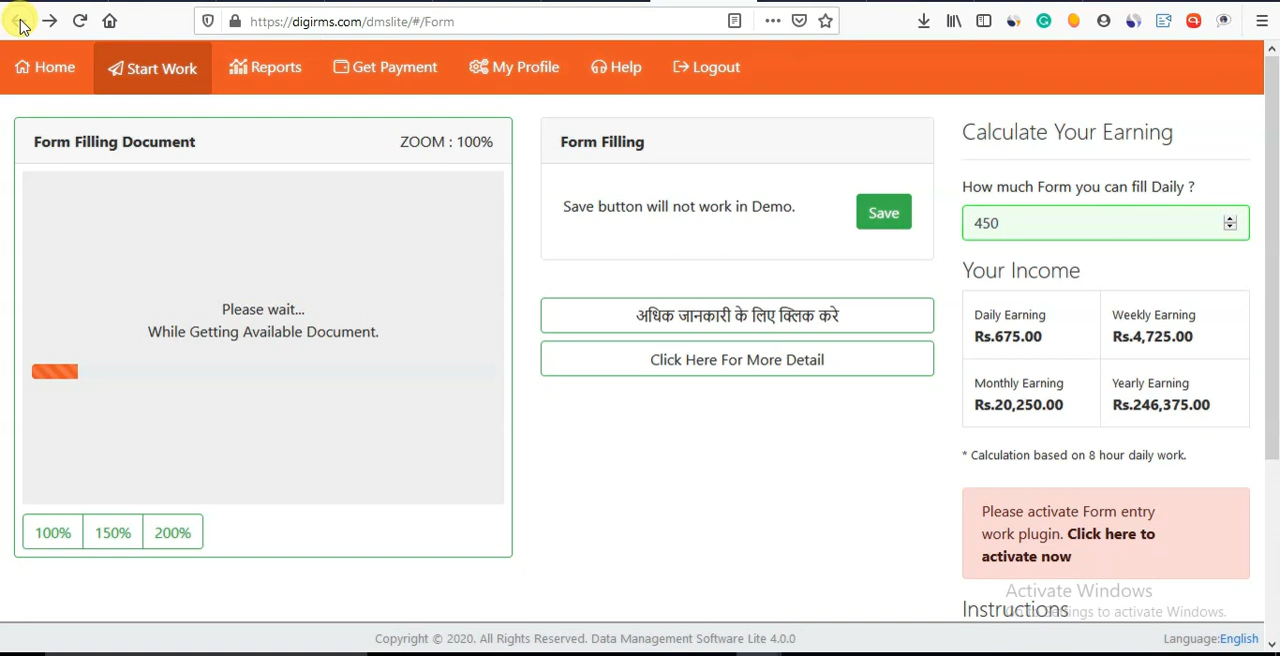 https://digirms.com/dmslite/#/Form
Home
Start Work
Reports
Get Payment
My Profile
Help
Logout
Form Filling Document
ZOOM : 100%
Please wait...
While Getting Available Document.
100%
150%
200%
Form Filling
Save button will not work in Demo.
Save
अधिक जानकारी के लिए क्लिक करे
Click Here For More Detail
Calculate Your Earning
How much Form you can fill Daily ?
450
Your Income
Daily Earning
Rs.675.00
Weekly Earning
Rs.4,725.00
Monthly Earning
Rs.20,250.00
Yearly Earning
Rs.246,375.00
* Calculation based on 8 hour daily work.
Please activate Form entry
work plugin. Click here to
activate now
Activate Windows
Instructions
to activate Windows.
Copyright © 2020. All Rights Reserved. Data Management Software Lite 4.0.0
Language:English